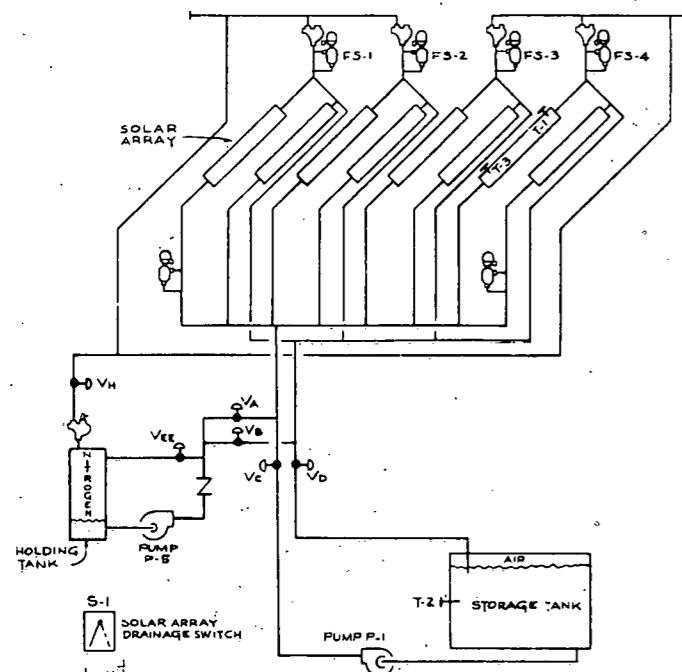 FS-1
FS-2
FS-3
FS-4
SOLAR
ARRAY
T-1
T-3
VH
VA
VEE
VB
VC
VD
NITROGEN
HOLDING
TANK
PUMP
P-5
AIR
T-2
STORAGE TANK
S-1
SOLAR ARRAY
DRAINAGE SWITCH
PUMP P-1